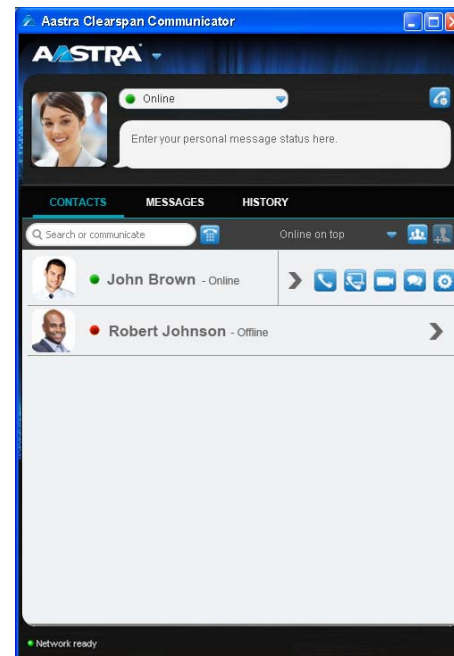 Aastra Clearspan Communicator
AASTRA
Online
Enter your personal message status here.
CONTACTS MESSAGES HISTORY
Search or communicate Online on top
John Brown - Online
Robert Johnson - Offline
Network ready